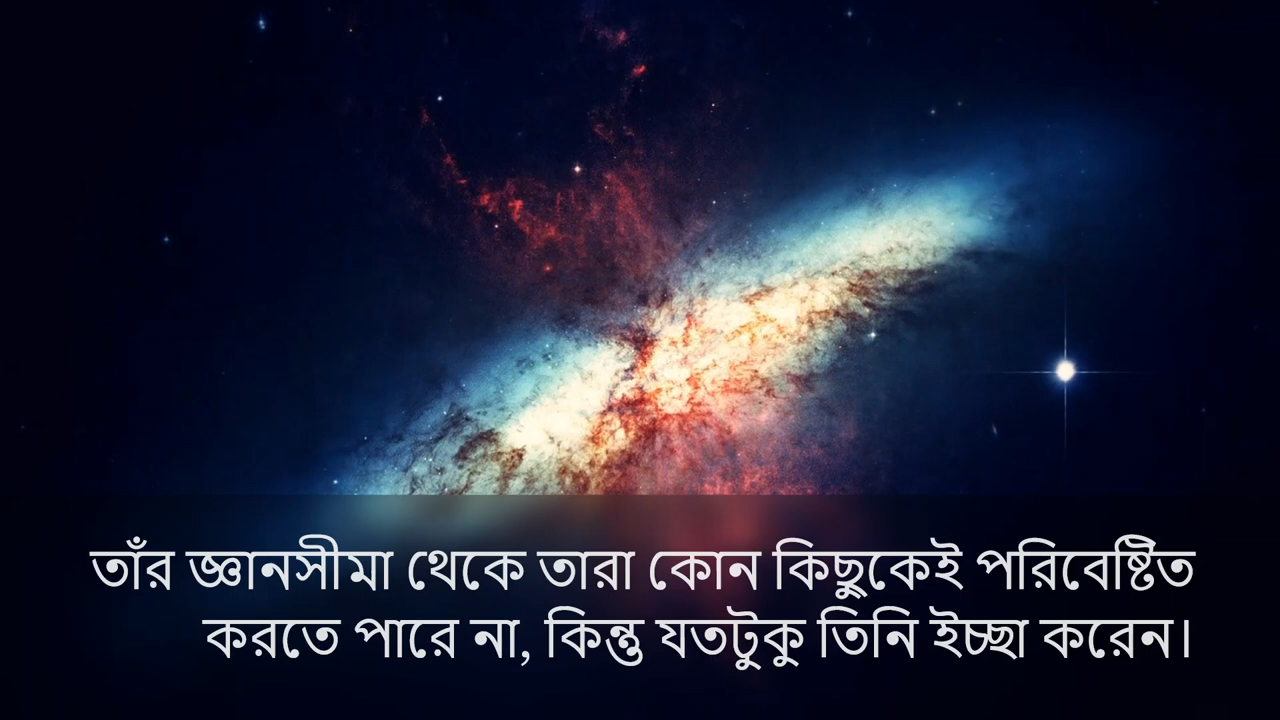 তাঁর জ্ঞানসীমা থেকে তারা কোন কিছুকেই পরিবেষ্টিত
করতে পারে না, কিন্তু যতটুকু তিনি ইচ্ছা করেন।